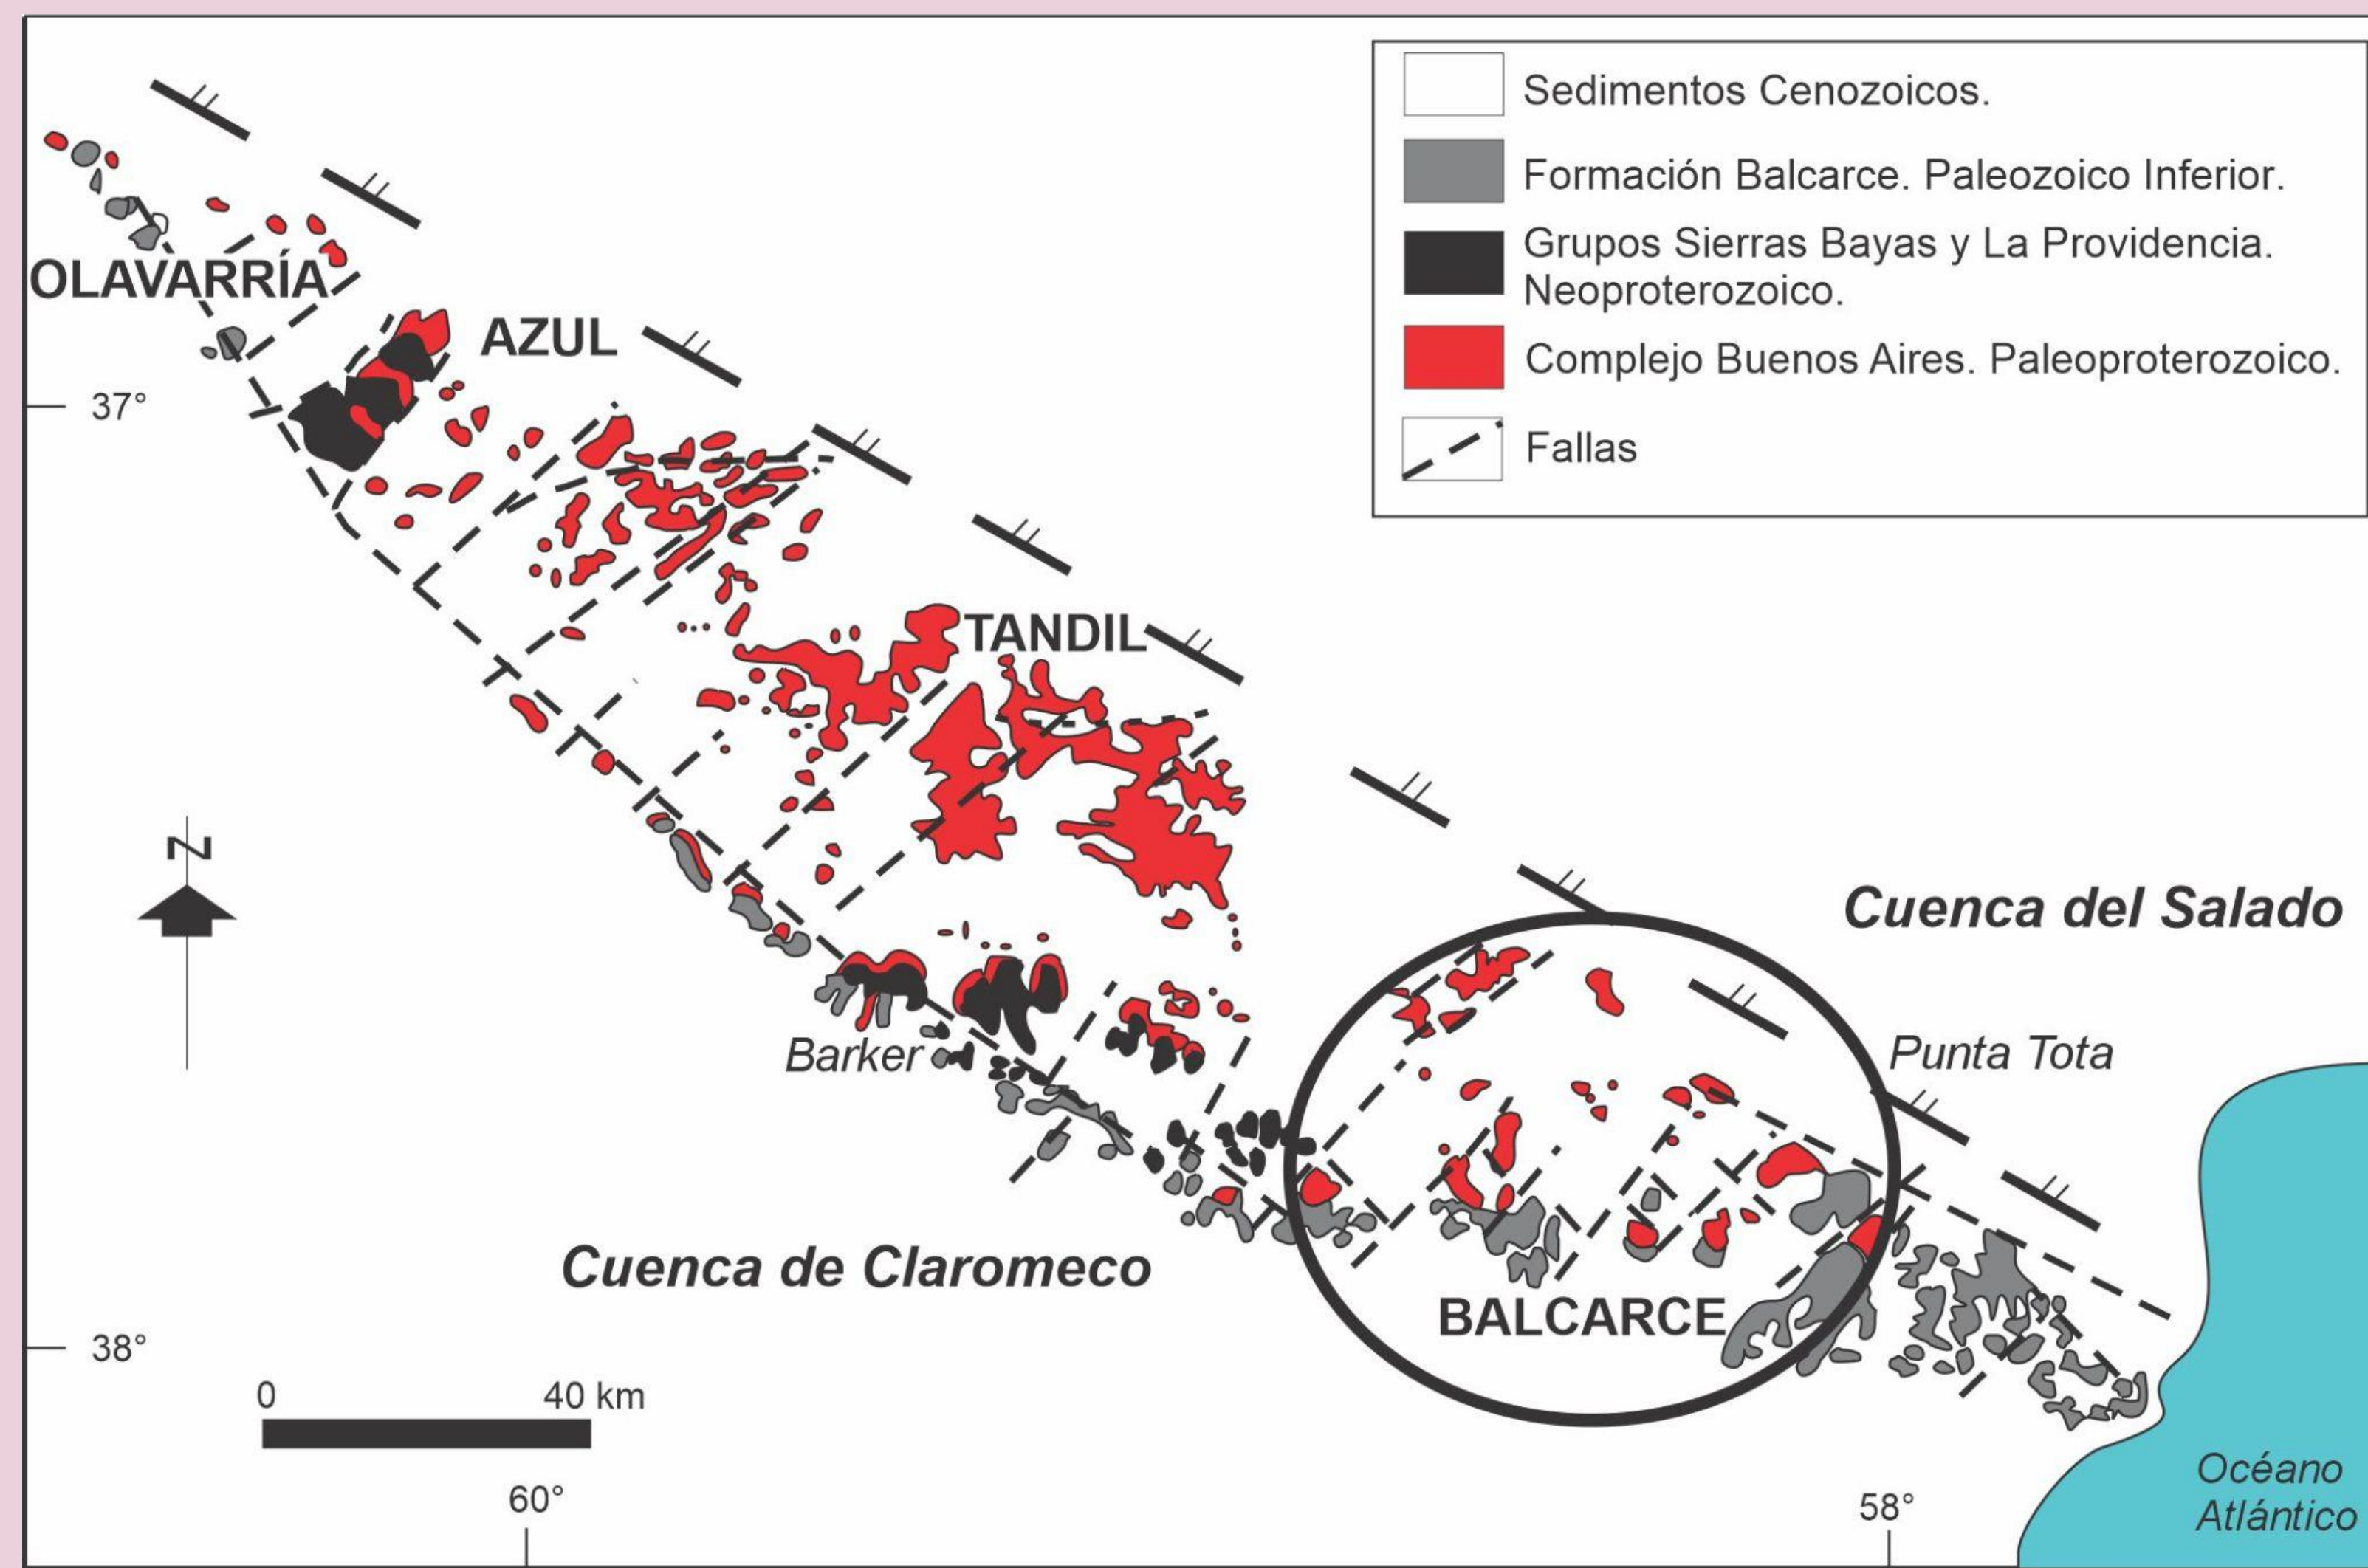 Sedimentos Cenozoicos.
Formación Balcarce. Paleozoico Inferior.
Grupos Sierras Bayas y La Providencia.
Neoproterozoico.
Complejo Buenos Aires. Paleoproterozoico.
Fallas
OLAVARRÍA
AZUL
37°
TANDIL
N
Cuenca del Salado
Barker
Punta Tota
Cuenca de Claromeco
BALCARCE
38°
0 40 km
60°
58°
Océano
Atlántico